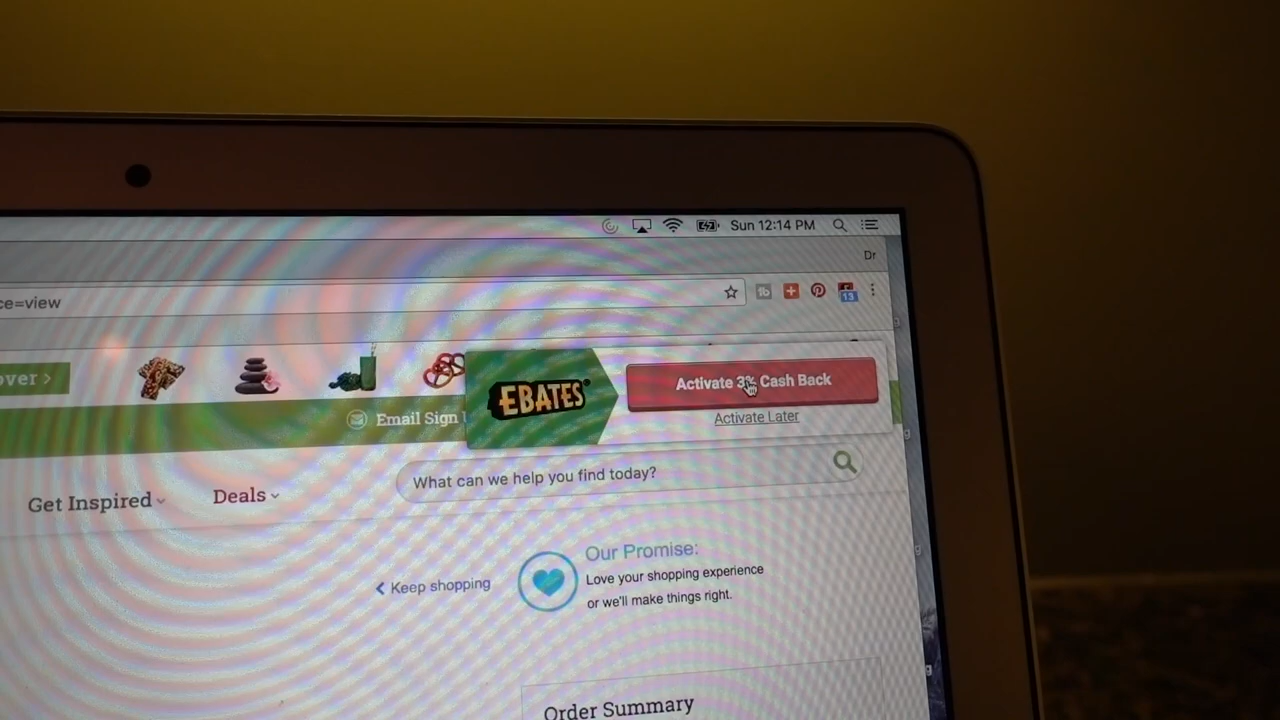 Sun 12:14 PM
Dr
ce=view
13
over >
EBATES
Activate 3% Cash Back
Activate Later
Email Sign
What can we help you find today?
Get Inspired
Deals
Keep shopping
Our Promise:
Love your shopping experience
or we'll make things right.
Order Summary